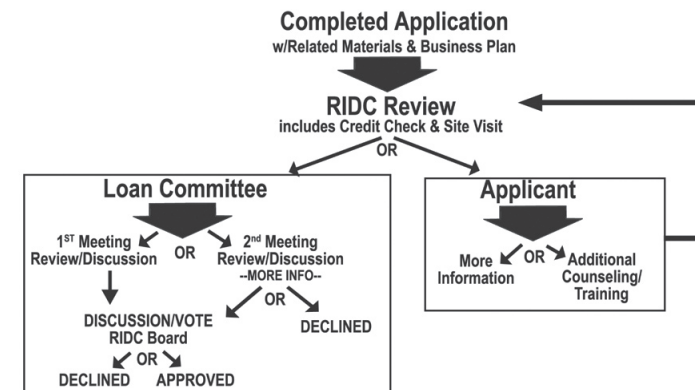 Completed Application
w/Related Materials & Business Plan
RIDC Review
includes Credit Check & Site Visit
OR
Loan Committee
Applicant
1ST Meeting
Review/Discussion
OR
2nd Meeting
Review/Discussion
--MORE INFO--
More
Information
OR
Additional
Counseling/
Training
OR
DISCUSSION/VOTE
RIDC Board
DECLINED
OR
DECLINED
APPROVED